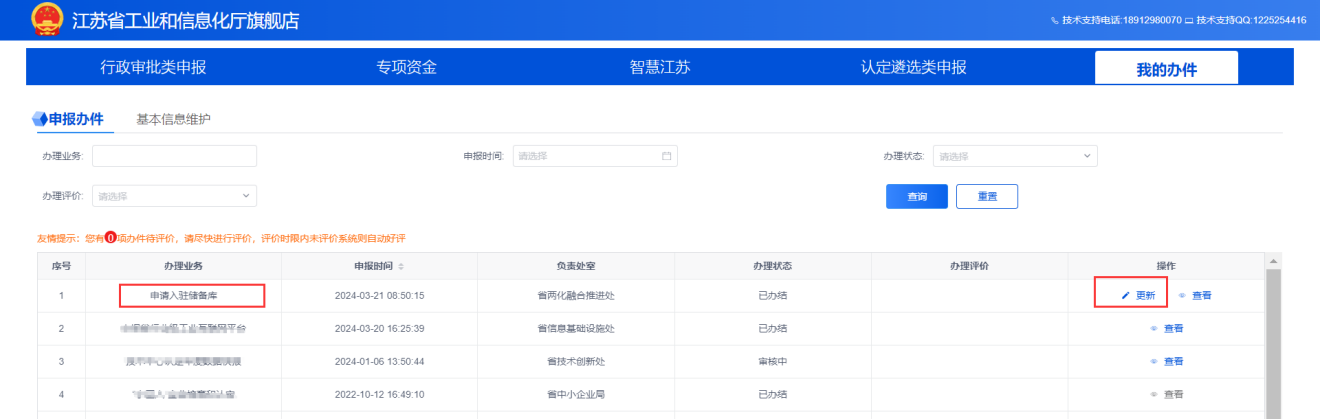 江苏省工业和信息化厅旗舰店
技术支持电话:18912980070 技术支持QQ:1225254416
行政审批类申报 专项资金 智慧江苏 认定遴选类申报 我的办件
申报办件 基本信息维护
办理业务: 申报时间: 请选择 办理状态: 请选择
办理评价: 请选择 查询 重置
友情提示：您有0项办件待评价，请尽快进行评价，评价时限内未评价系统则自动好评
序号 办理业务 申报时间 负责处室 办理状态 办理评价 操作
1 申请入驻储备库 2024-03-21 08:50:15 省两化融合推进处 已办结 更新 查看
2 2024-03-20 16:25:39 省信息基础设施处 已办结 查看
3 2024-01-06 13:50:44 省技术创新处 审核中 查看
4 2022-10-12 16:49:10 省中小企业局 已办结 查看